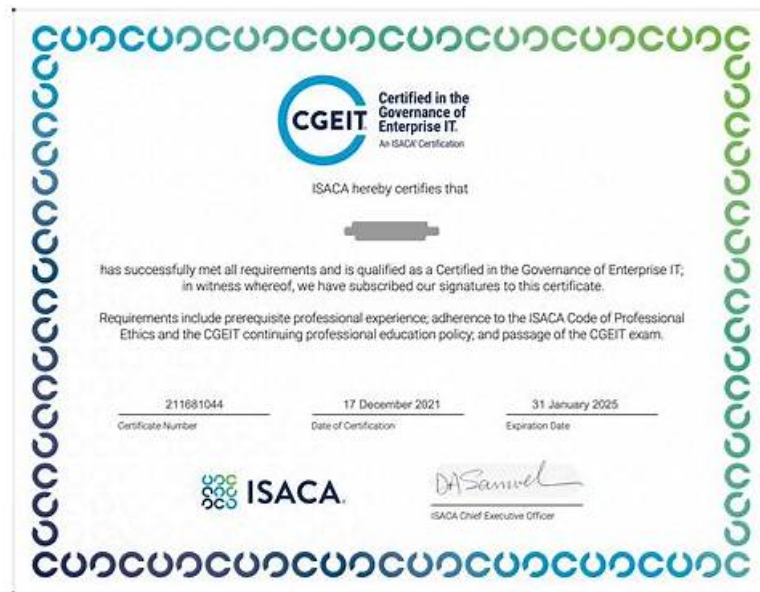 CGEIT.
Certified in the
Governance of
Enterprise IT.
An ISACA® Certification
ISACA hereby certifies that
has successfully met all requirements and is qualified as a Certified in the Governance of Enterprise IT;
in witness whereof, we have subscribed our signatures to this certificate.
Requirements include prerequisite professional experience; adherence to the ISACA Code of Professional
Ethics and the CGEIT continuing professional education policy; and passage of the CGEIT exam.
211681044
17 December 2021
31 January 2025
Certificate Number
Date of Certification
Expiration Date
ISACA.
DASamuel
ISACA Chief Executive Officer